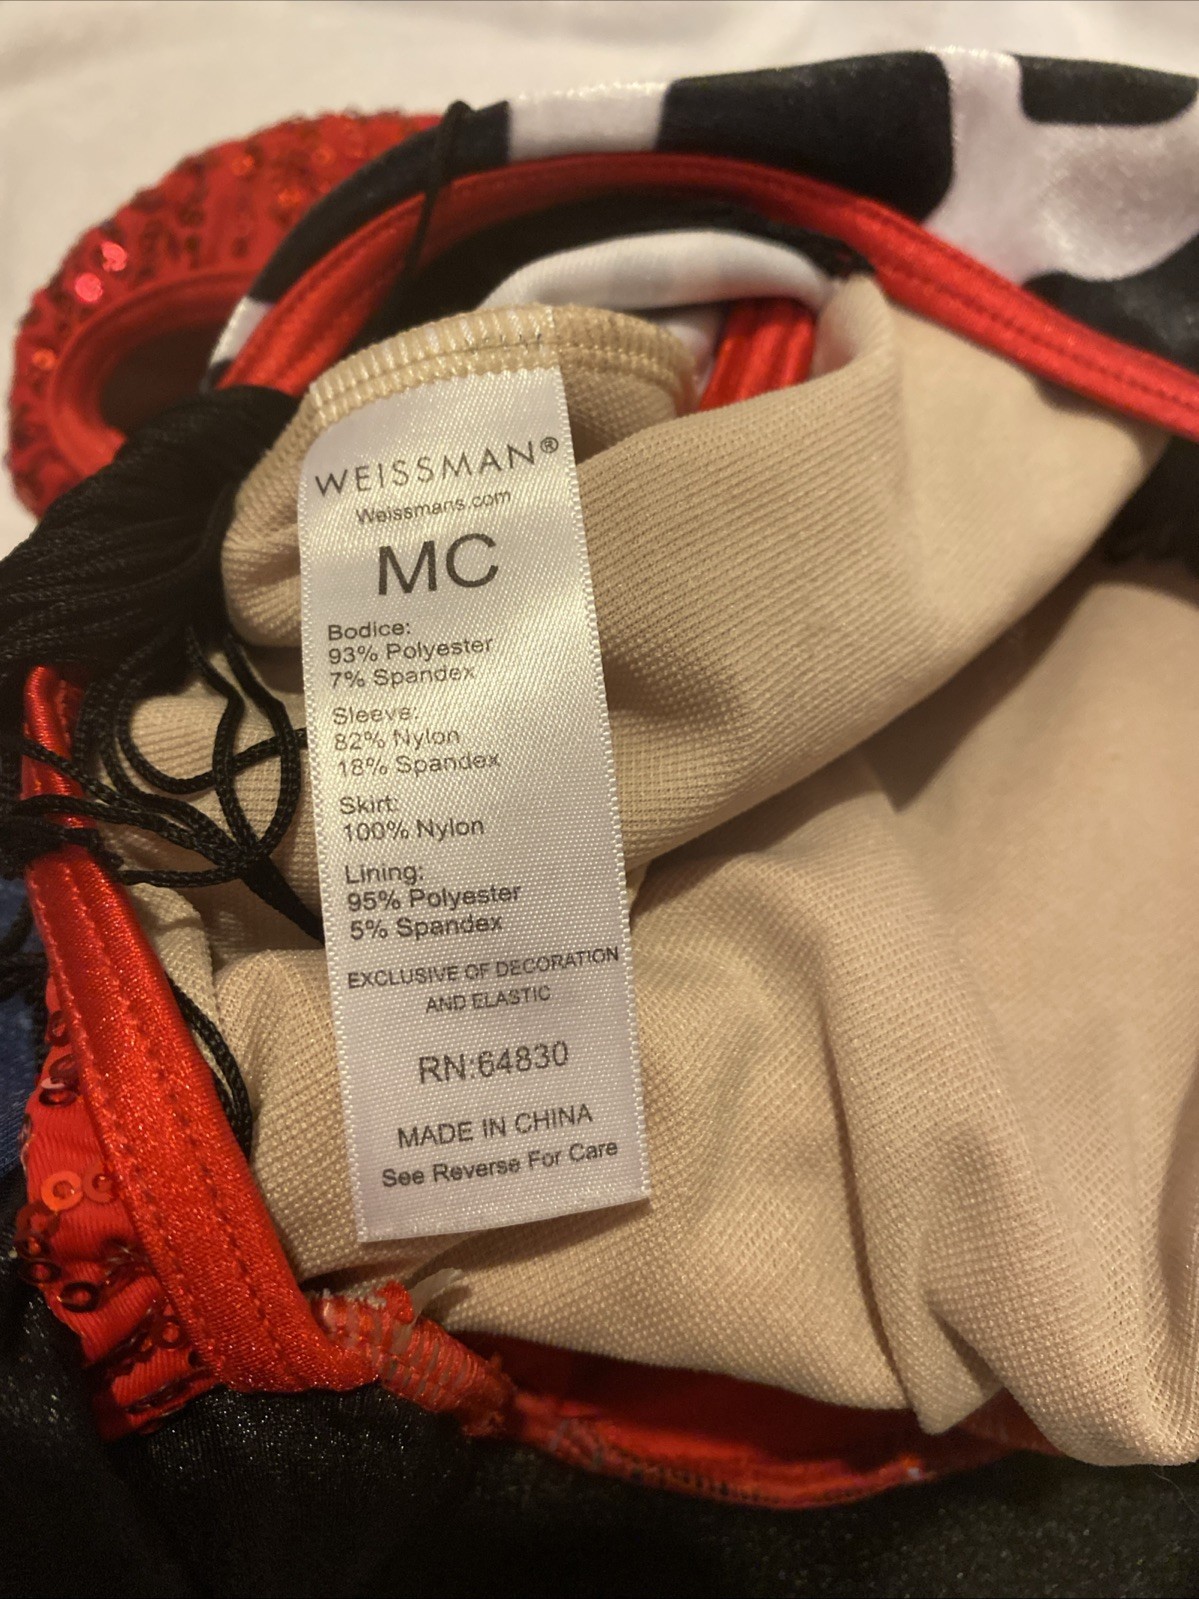 WEISSMAN®
Weissmans.com
MC
Bodice:
93% Polyester
7% Spandex
Sleeve:
82% Nylon
18% Spandex
Skirt:
100% Nylon
Lining:
95% Polyester
5% Spandex
EXCLUSIVE OF DECORATION
AND ELASTIC
RN:64830
MADE IN CHINA
See Reverse For Care